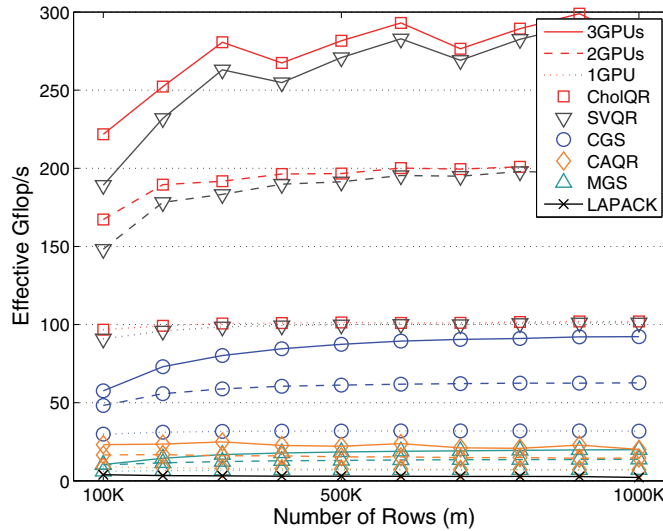 300
250
200
150
100
50
0
Effective Gflop/s
100K
500K
1000K
Number of Rows (m)
3GPUs
2GPUs
1GPU
CholQR
SVQR
CGS
CAQR
MGS
LAPACK